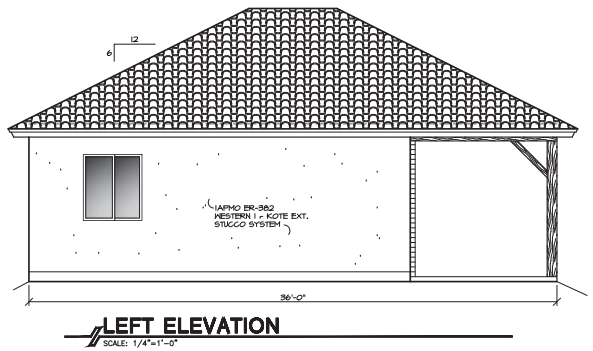 12
6
IAPMO ER-382
WESTERN 1 - KOTE EXT.
STUCCO SYSTEM
36'-0"
LEFT ELEVATION
SCALE: 1/4"=1'-0"